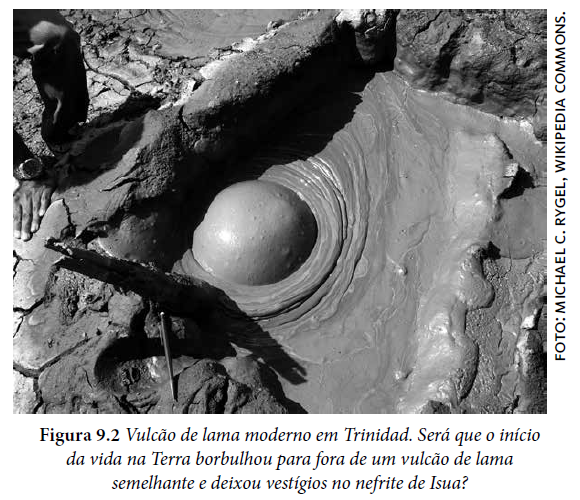 FOTO: MICHAEL C. RYGEL, WIKIPEDIA COMMONS.
Figura 9.2 Vulcão de lama moderno em Trinidad. Será que o início
da vida na Terra borbulhou para fora de um vulcão de lama
semelhante e deixou vestígios no nefrite de Isua?